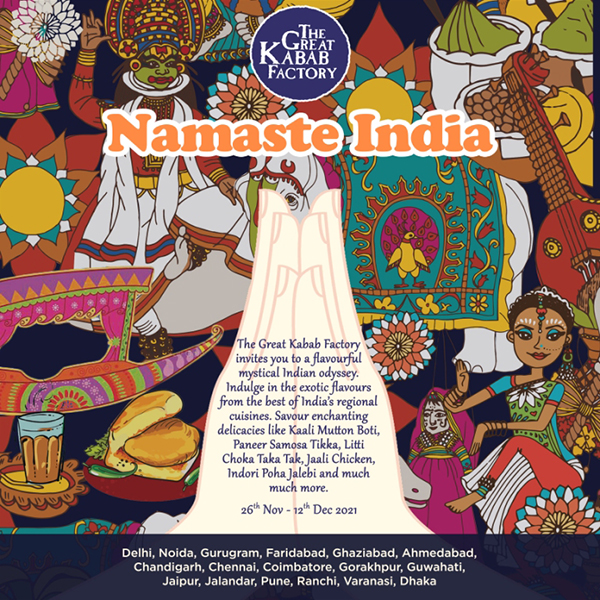 THE
GREAT
KABAB
FACTORY
Namaste India
The Great Kabab Factory
invites you to a flavourful
mystical Indian odyssey.
Indulge in the exotic flavours
from the best of India's regional
cuisines. Savour enchanting
delicacies like Kaali Mutton Boti,
Paneer Samosa Tikka, Litti
Choka Taka Tak, Jaali Chicken,
Indori Poha Jalebi and much
much more.
26th Nov - 12th Dec 2021
Delhi, Noida, Gurugram, Faridabad, Ghaziabad, Ahmedabad,
Chandigarh, Chennai, Coimbatore, Gorakhpur, Guwahati,
Jaipur, Jalandar, Pune, Ranchi, Varanasi, Dhaka